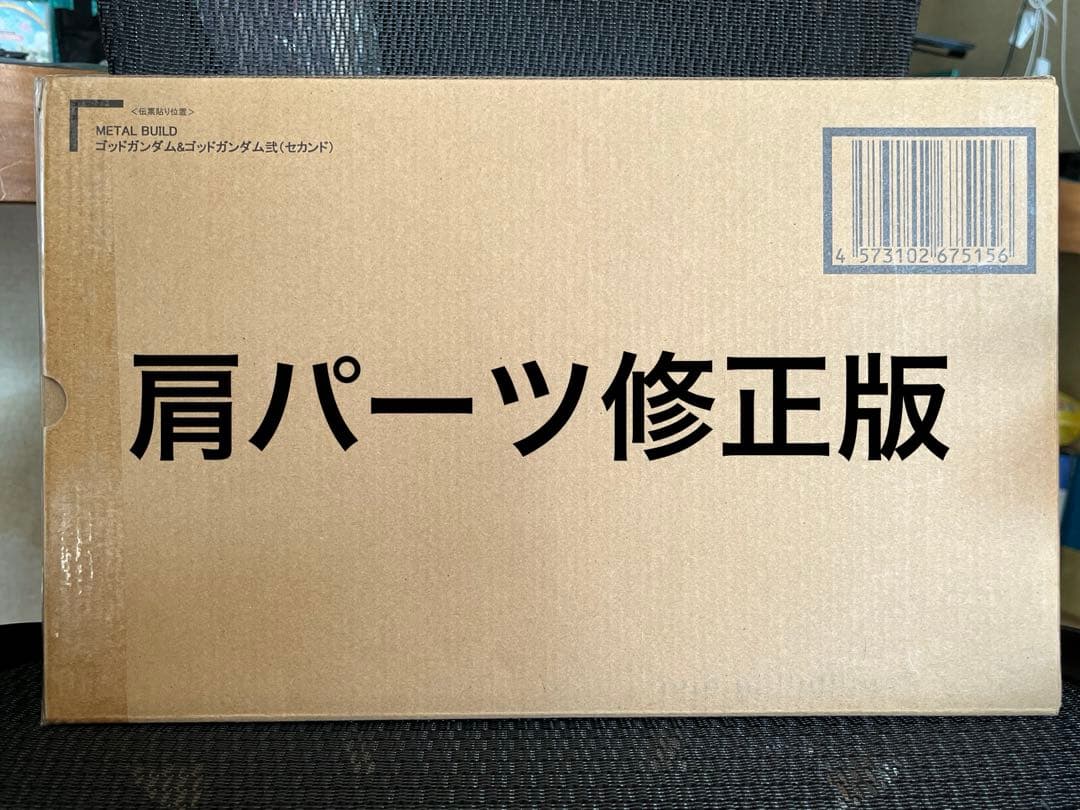 <伝票貼り位置>
METAL BUILD
ゴッドガンダム&ゴッドガンダム弐(セカンド)
4 573102 675156
肩パーツ修正版